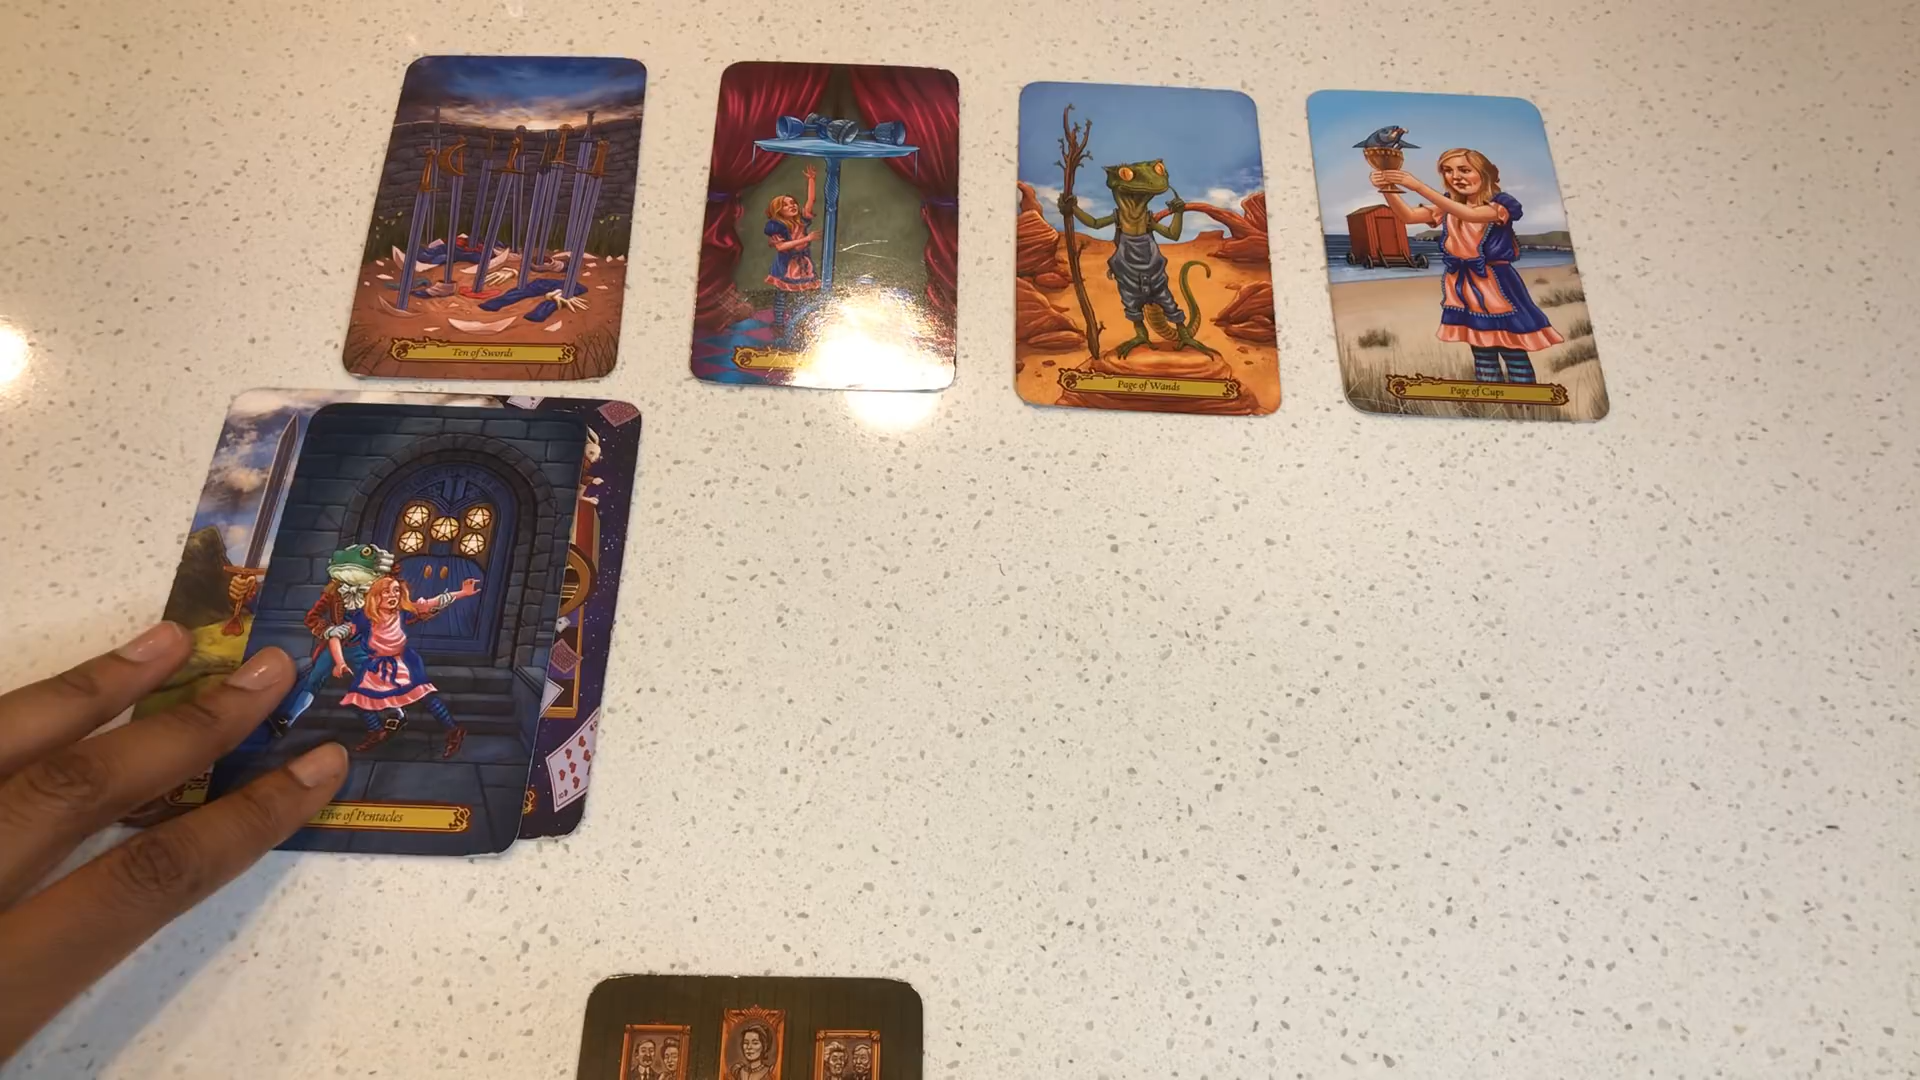 Ten of Swords
Page of Wands
Page of Cups
Five of Pentacles